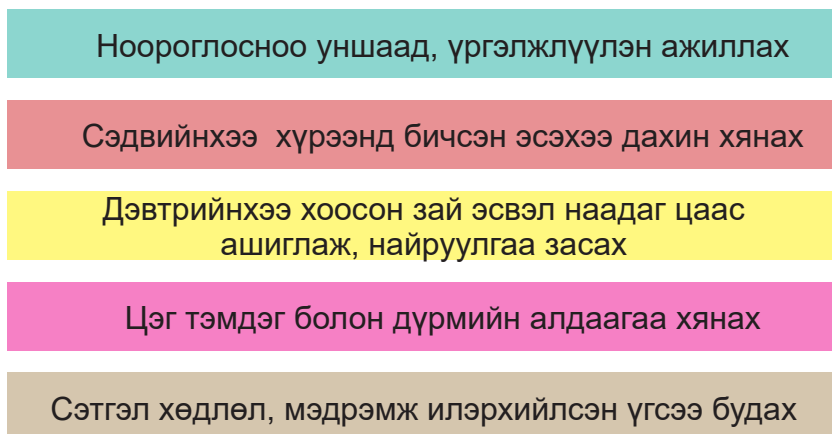 Ноороглосноо уншаад, үргэлжлүүлэн ажиллах
Сэдвийнхээ хүрээнд бичсэн эсэхээ дахин хянах
Дэвтрийнхээ хоосон зай эсвэл наадаг цаас
ашиглаж, найруулгаа засах
Цэг тэмдэг болон дүрмийн алдаагаа хянах
Сэтгэл хөдлөл, мэдрэмж илэрхийлсэн үгсээ будах